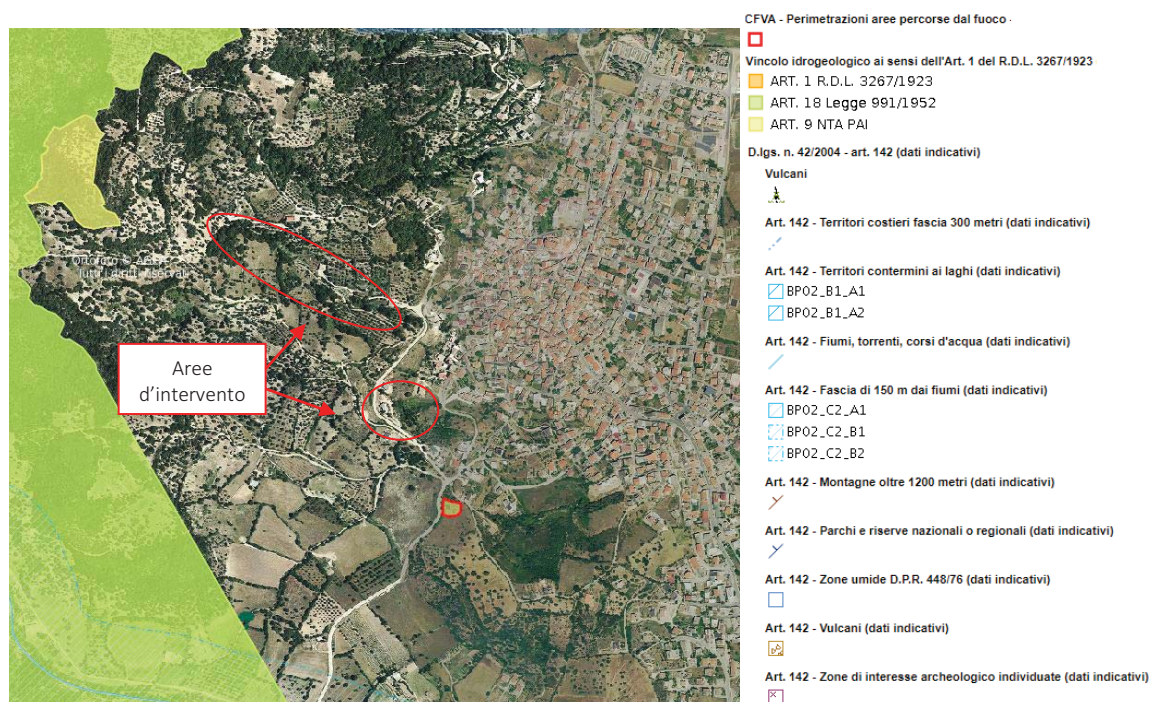 Ortofoto © AGEA
Tutti i diritti riservati
Aree
d'intervento
CFVA - Perimetrazioni aree percorse dal fuoco
Vincolo idrogeologico ai sensi dell'Art. 1 del R.D.L. 3267/1923
ART. 1 R.D.L. 3267/1923
ART. 18 Legge 991/1952
ART. 9 NTA PAI
D.lgs. n. 42/2004 - art. 142 (dati indicativi)
Vulcani
Art. 142 - Territori costieri fascia 300 metri (dati indicativi)
Art. 142 - Territori contermini ai laghi (dati indicativi)
BP02_B1_A1
BP02_B1_A2
Art. 142 - Fiumi, torrenti, corsi d'acqua (dati indicativi)
Art. 142 - Fascia di 150 m dai fiumi (dati indicativi)
BP02_C2_A1
BP02_C2_B1
BP02_C2_B2
Art. 142 - Montagne oltre 1200 metri (dati indicativi)
Art. 142 - Parchi e riserve nazionali o regionali (dati indicativi)
Art. 142 - Zone umide D.P.R. 448/76 (dati indicativi)
Art. 142 - Vulcani (dati indicativi)
Art. 142 - Zone di interesse archeologico individuate (dati indicativi)